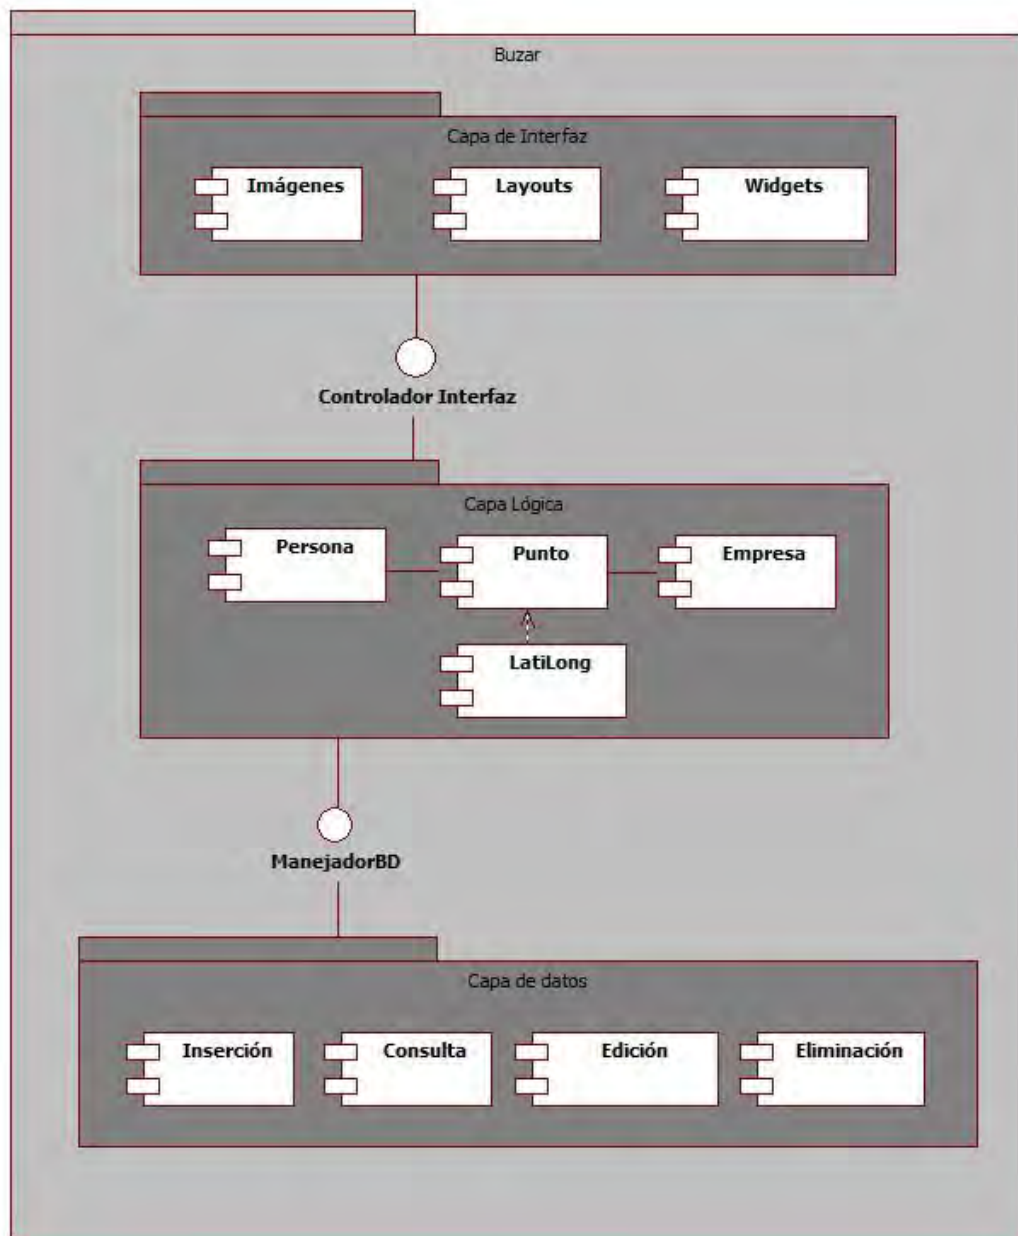 Buzar
Capa de Interfaz
Imágenes
Layouts
Widgets
Controlador Interfaz
Capa Lógica
Persona
Punto
Empresa
LatiLong
ManejadorBD
Capa de datos
Inserción
Consulta
Edición
Eliminación